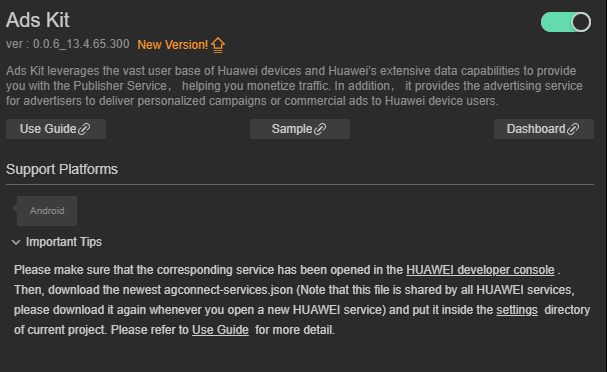 Ads Kit
ver : 0.0.6_13.4.65.300 New Version!
Ads Kit leverages the vast user base of Huawei devices and Huawei's extensive data capabilities to provide
you with the Publisher Service， helping you monetize traffic. In addition， it provides the advertising service
for advertisers to deliver personalized campaigns or commercial ads to Huawei device users.
Use Guide Sample Dashboard
Support Platforms
Android
Important Tips
Please make sure that the corresponding service has been opened in the HUAWEI developer console .
Then, download the newest agconnect-services.json (Note that this file is shared by all HUAWEI services,
please download it again whenever you open a new HUAWEI service) and put it inside the settings directory
of current project. Please refer to Use Guide for more detail.